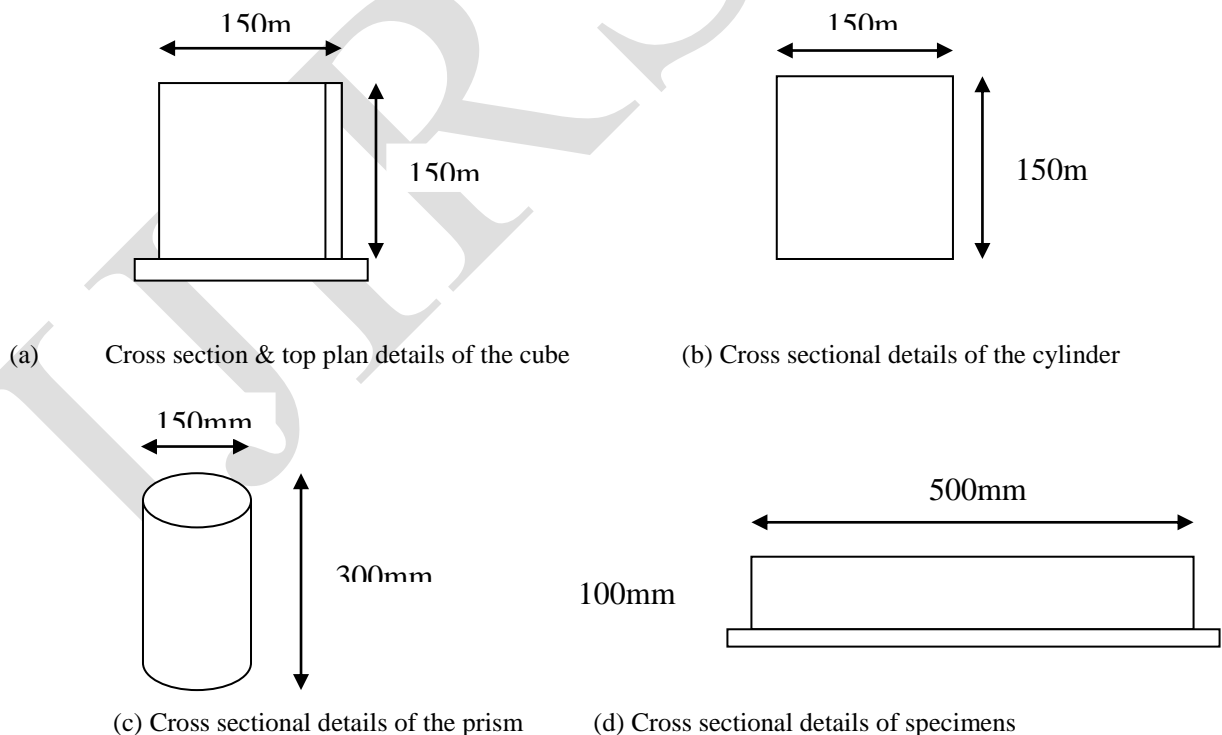 150m
150m
150m
150m
(a) Cross section & top plan details of the cube
(b) Cross sectional details of the cylinder
150mm
300mm
500mm
100mm
(c) Cross sectional details of the prism
(d) Cross sectional details of specimens